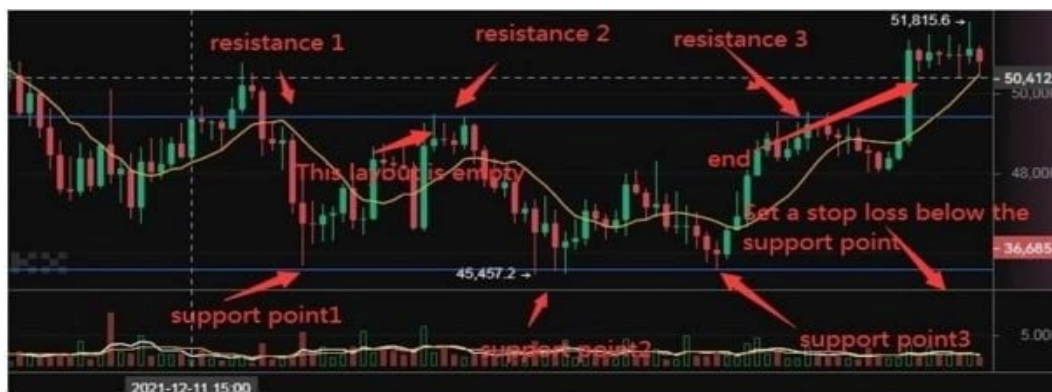 51,815.6 →
resistance 1
resistance 2
resistance 3
50,412
50,000
This layout is empty
end
48,000
Set a stop loss below the
support point
36,685
45,457.2 →
support point1
support point2
support point3
5.00
2021-12-11 15:00